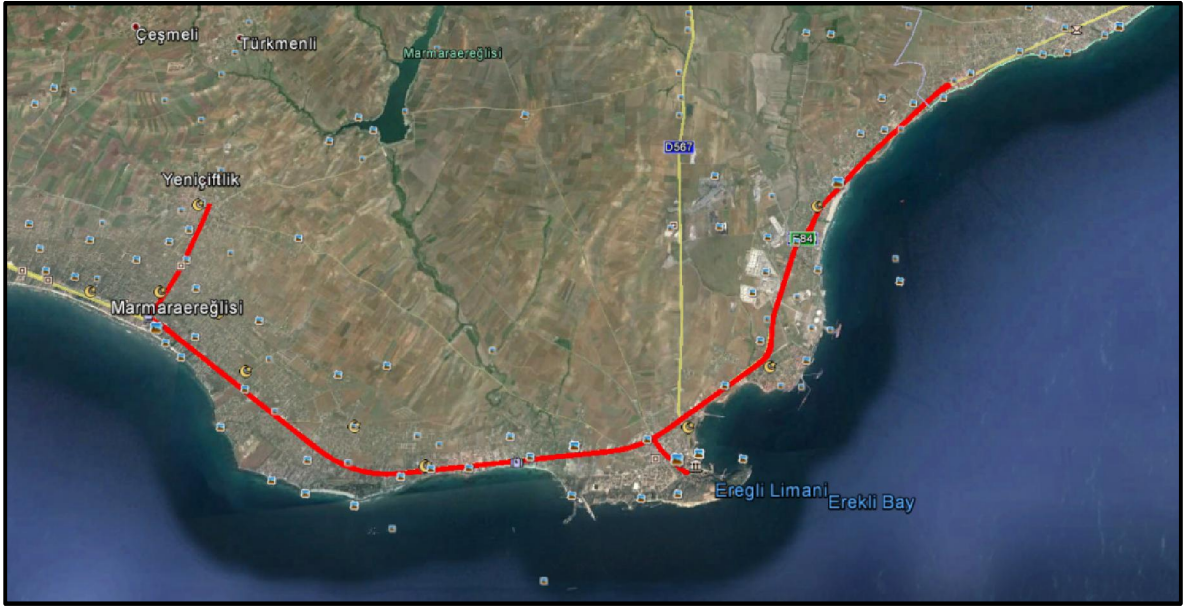 Çeşmeli
Türkmenli
Marmaraereğlisi
D567
Yeniçiftlik
E84
Marmaraereğlisi
Eregli Limani
Erekli Bay